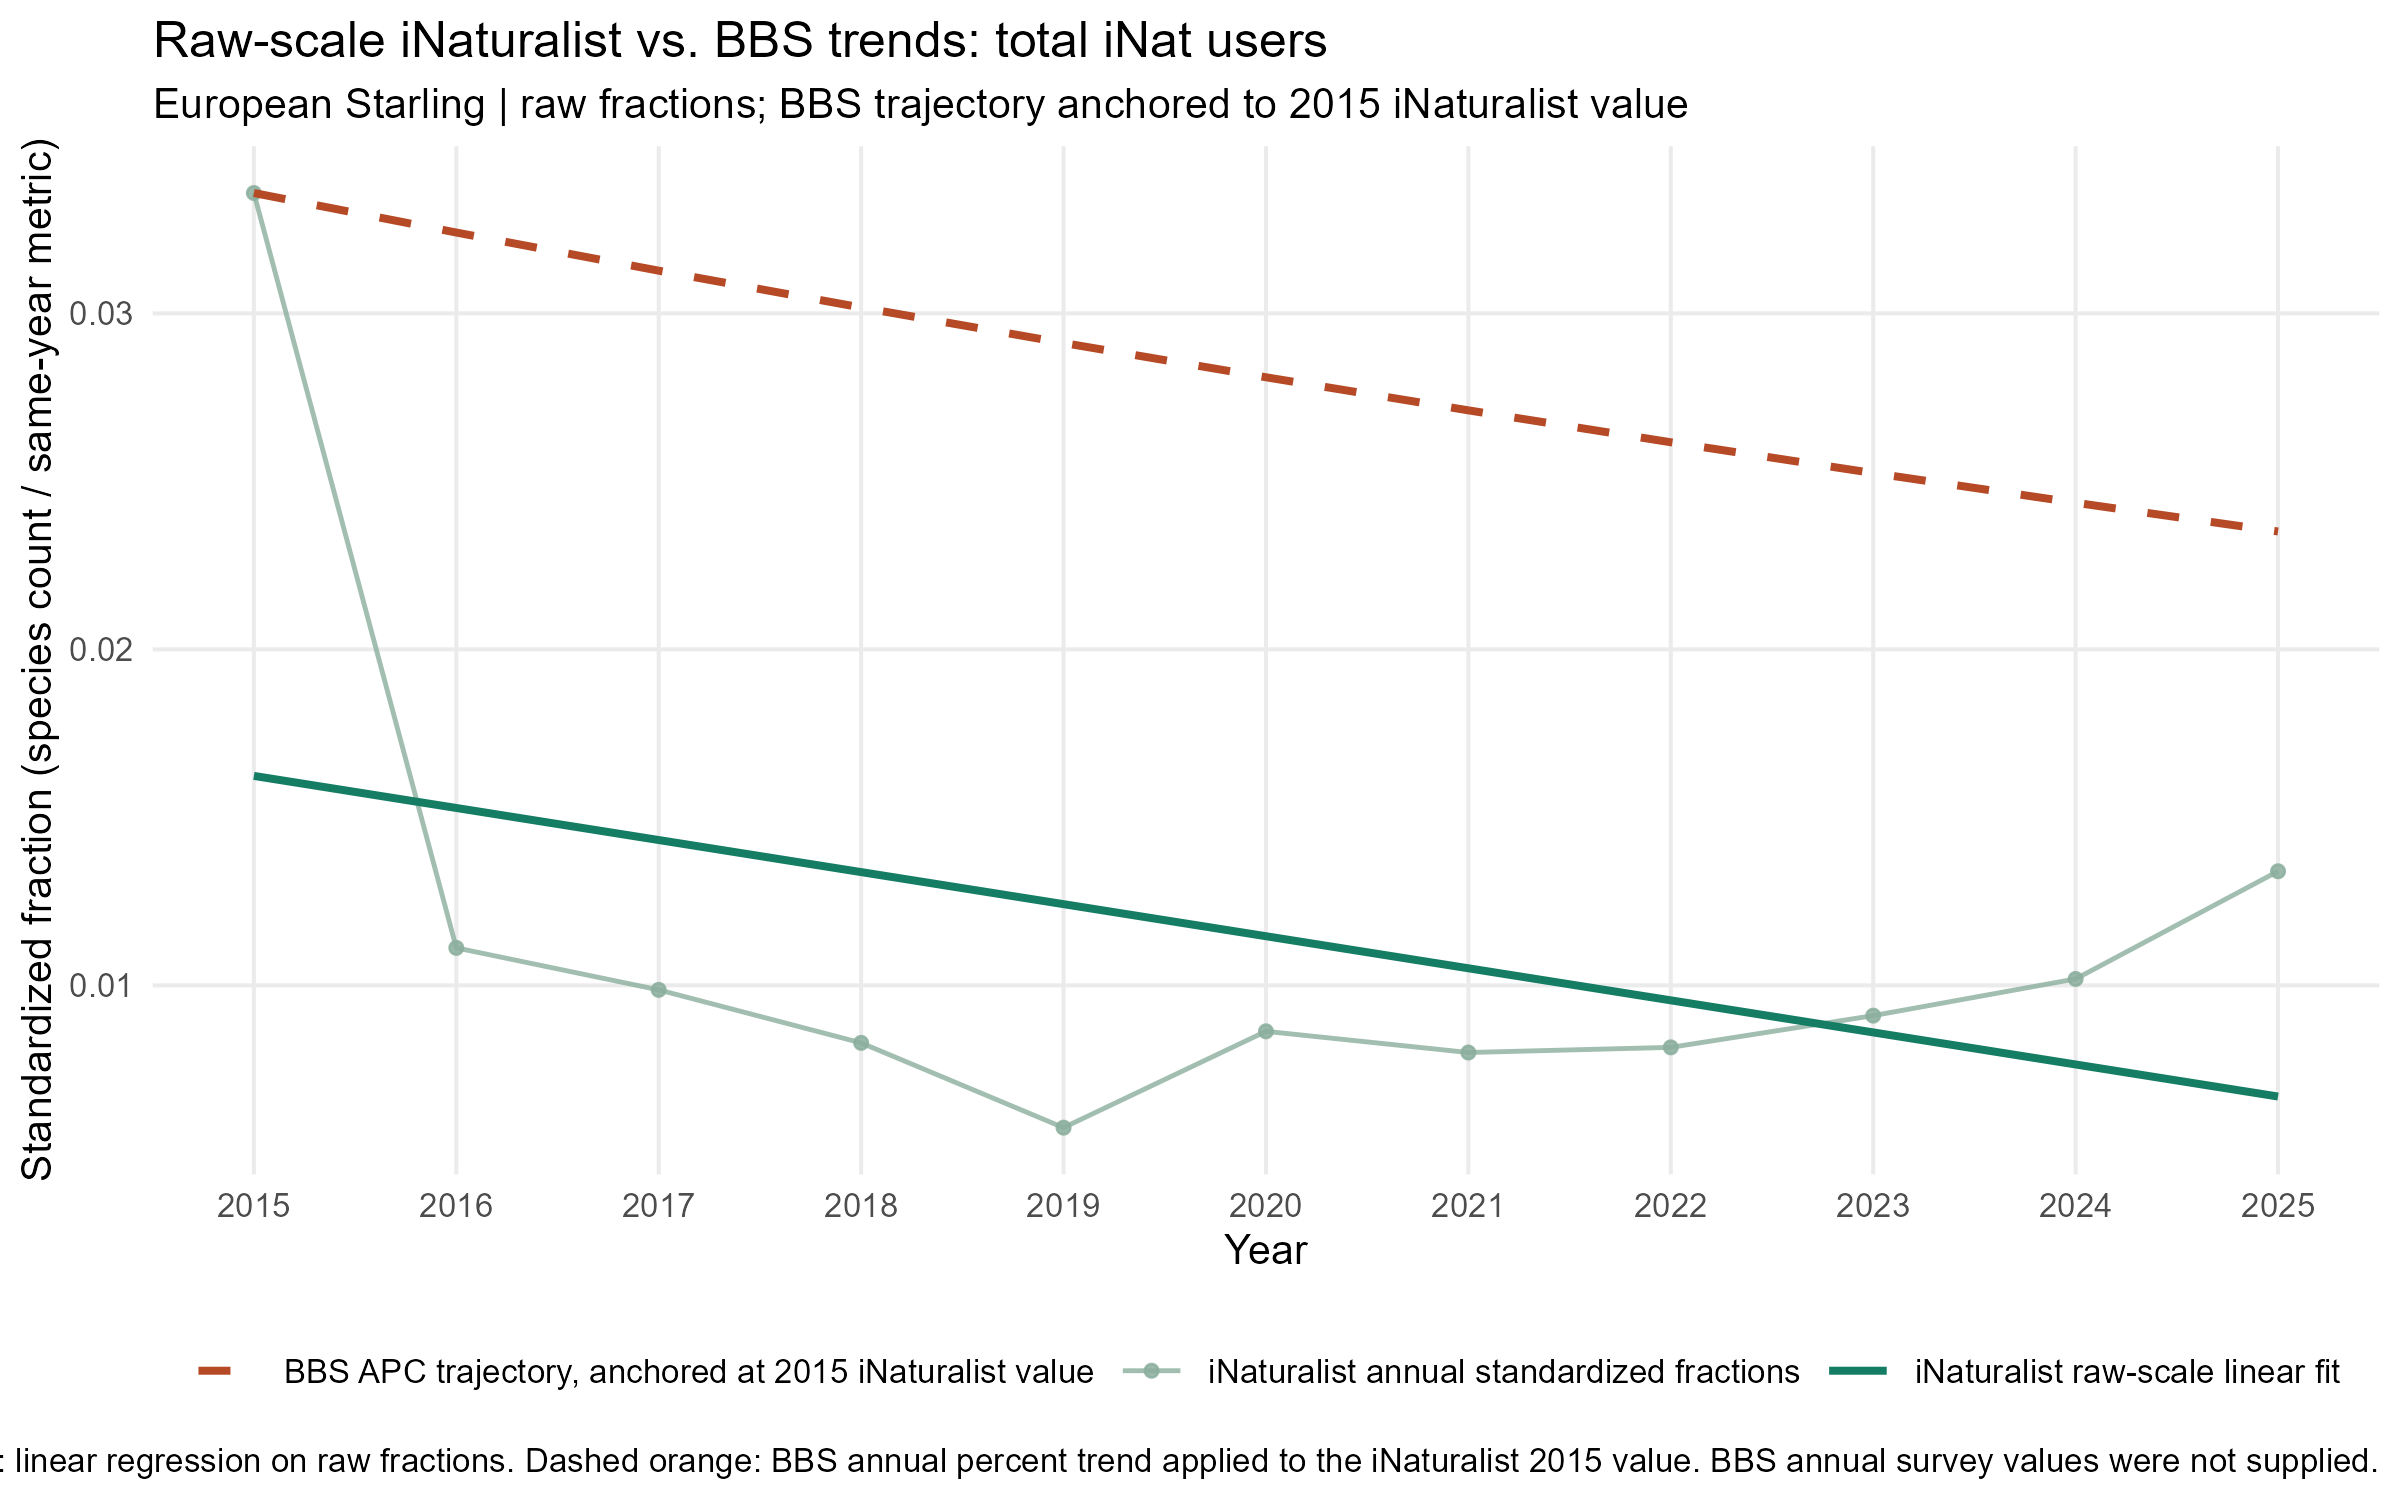 Raw-scale iNaturalist vs. BBS trends: total iNat users
European Starling | raw fractions; BBS trajectory anchored to 2015 iNaturalist value
Standardized fraction (species count / same-year metric)
0.03
0.02
0.01
2015 2016 2017 2018 2019 2020 2021 2022 2023 2024 2025
Year
BBS APC trajectory, anchored at 2015 iNaturalist value iNaturalist annual standardized fractions iNaturalist raw-scale linear fit
: linear regression on raw fractions. Dashed orange: BBS annual percent trend applied to the iNaturalist 2015 value. BBS annual survey values were not supplied.